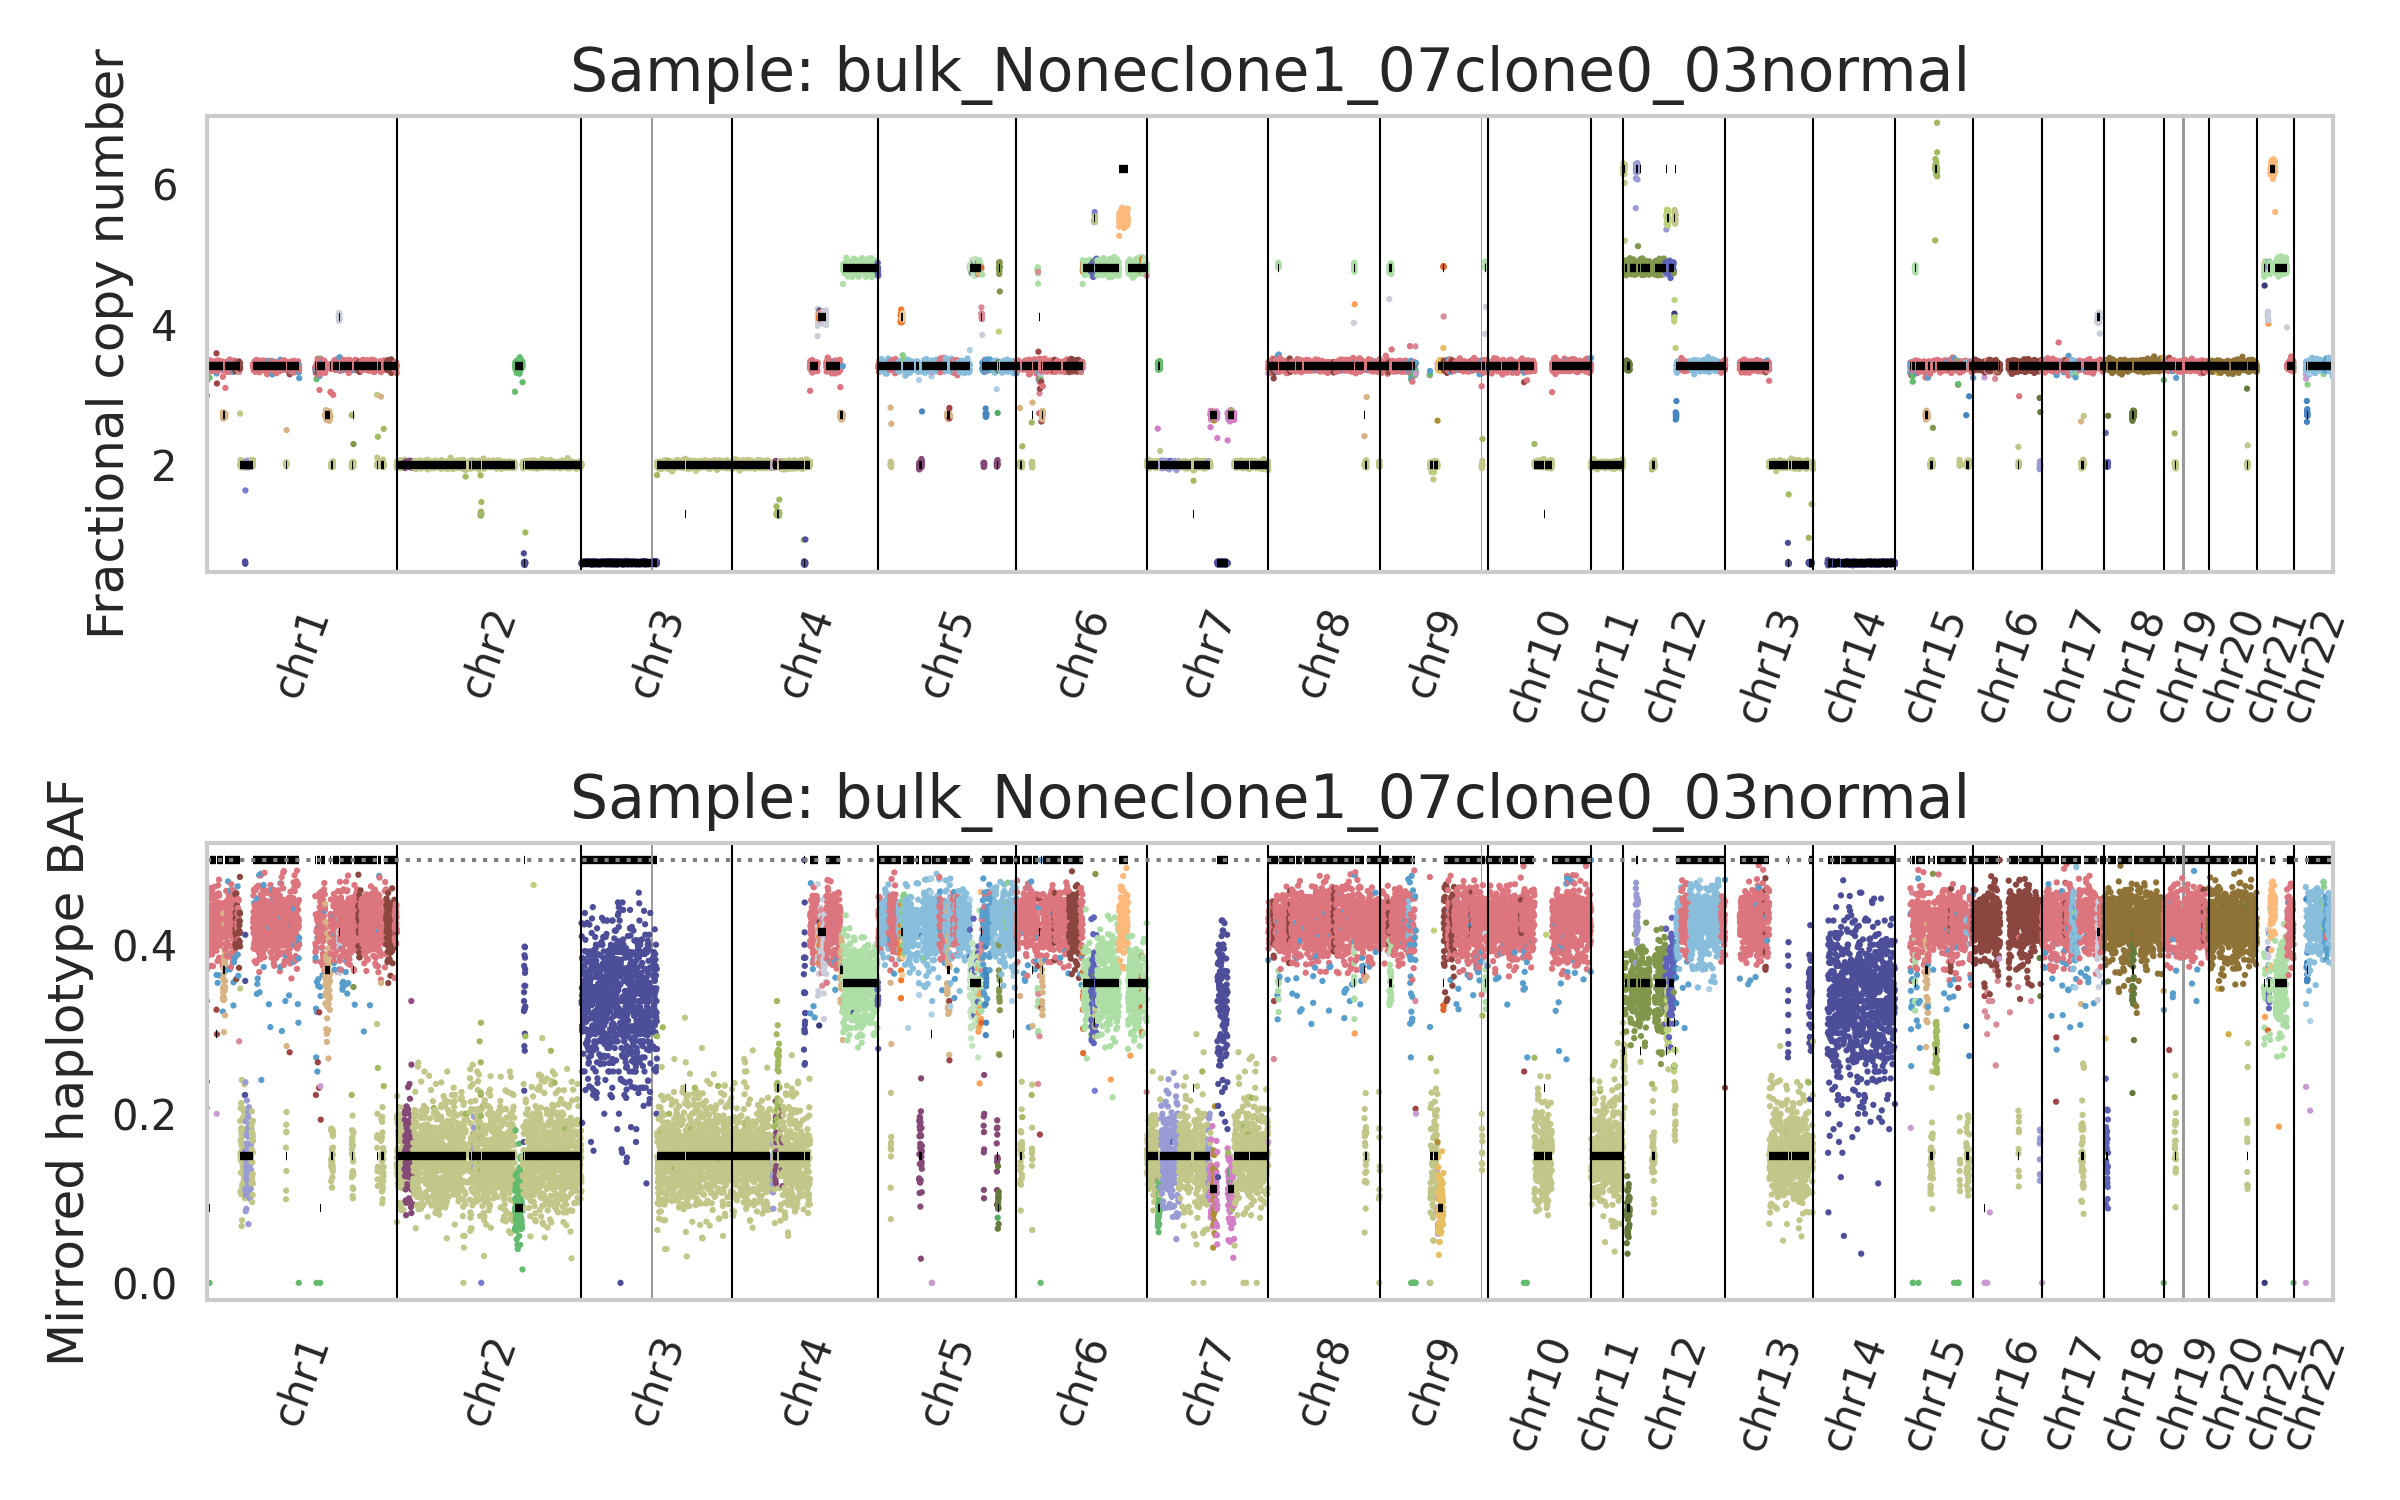 Sample: bulk_Noneclone1_07clone0_03normal
Fractional copy number
6
4
2
chr1 chr2 chr3 chr4 chr5 chr6 chr7 chr8 chr9 chr10 chr11 chr12 chr13 chr14 chr15 chr16 chr17 chr18 chr19 chr20 chr21 chr22
Sample: bulk_Noneclone1_07clone0_03normal
Mirrored haplotype BAF
0.4
0.2
0.0
chr1 chr2 chr3 chr4 chr5 chr6 chr7 chr8 chr9 chr10 chr11 chr12 chr13 chr14 chr15 chr16 chr17 chr18 chr19 chr20 chr21 chr22